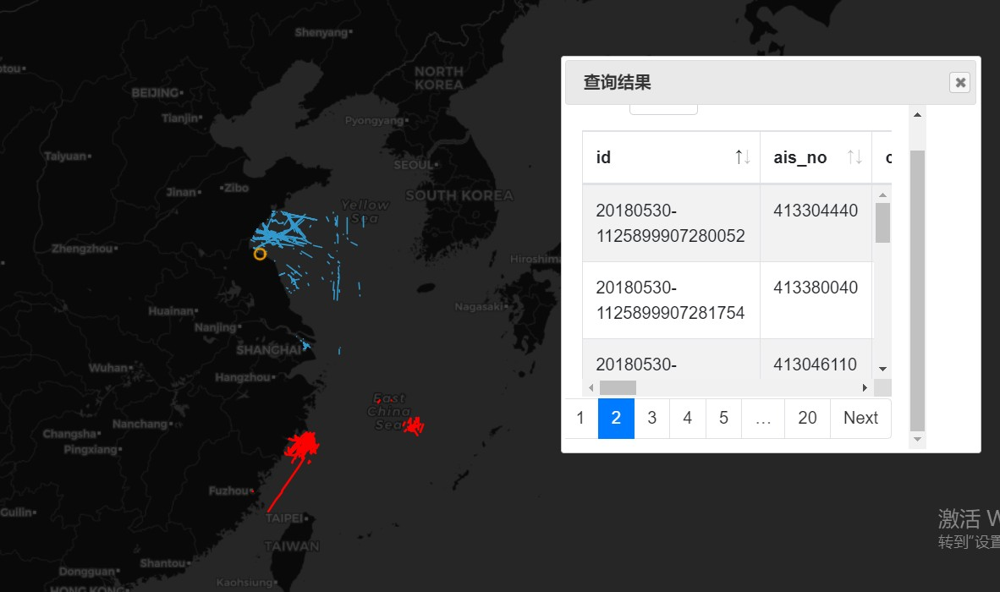 Shenyang
NORTH
KOREA
BEIJING
Tianjin
Pyongyang
Taiyuan
SEOUL
Jinan
Zibo
SOUTH KOREA
Yellow
Sea
Zhengzhou
Hiroshima
Huainan
Nagasaki
Nanjing
SHANGHAI
Wuhan
Hangzhou
East
China
Sea
Nanchang
Changsha
Pingxiang
Fuzhou
Guilin
TAIPEI
TAIWAN
Shantou
Dongguan
HONG KONG
Kaohsiung
查询结果
id
ais_no
20180530-
1125899907280052
413304440
20180530-
1125899907281754
413380040
20180530-
413046110
1 2 3 4 5 … 20 Next
激活 W
转到"设置